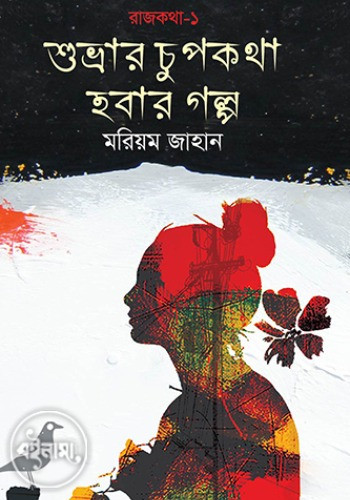 রাজকথা-১
শুভ্রার চুপকথা
হবার গল্প
মরিয়ম জাহান
বইনামা